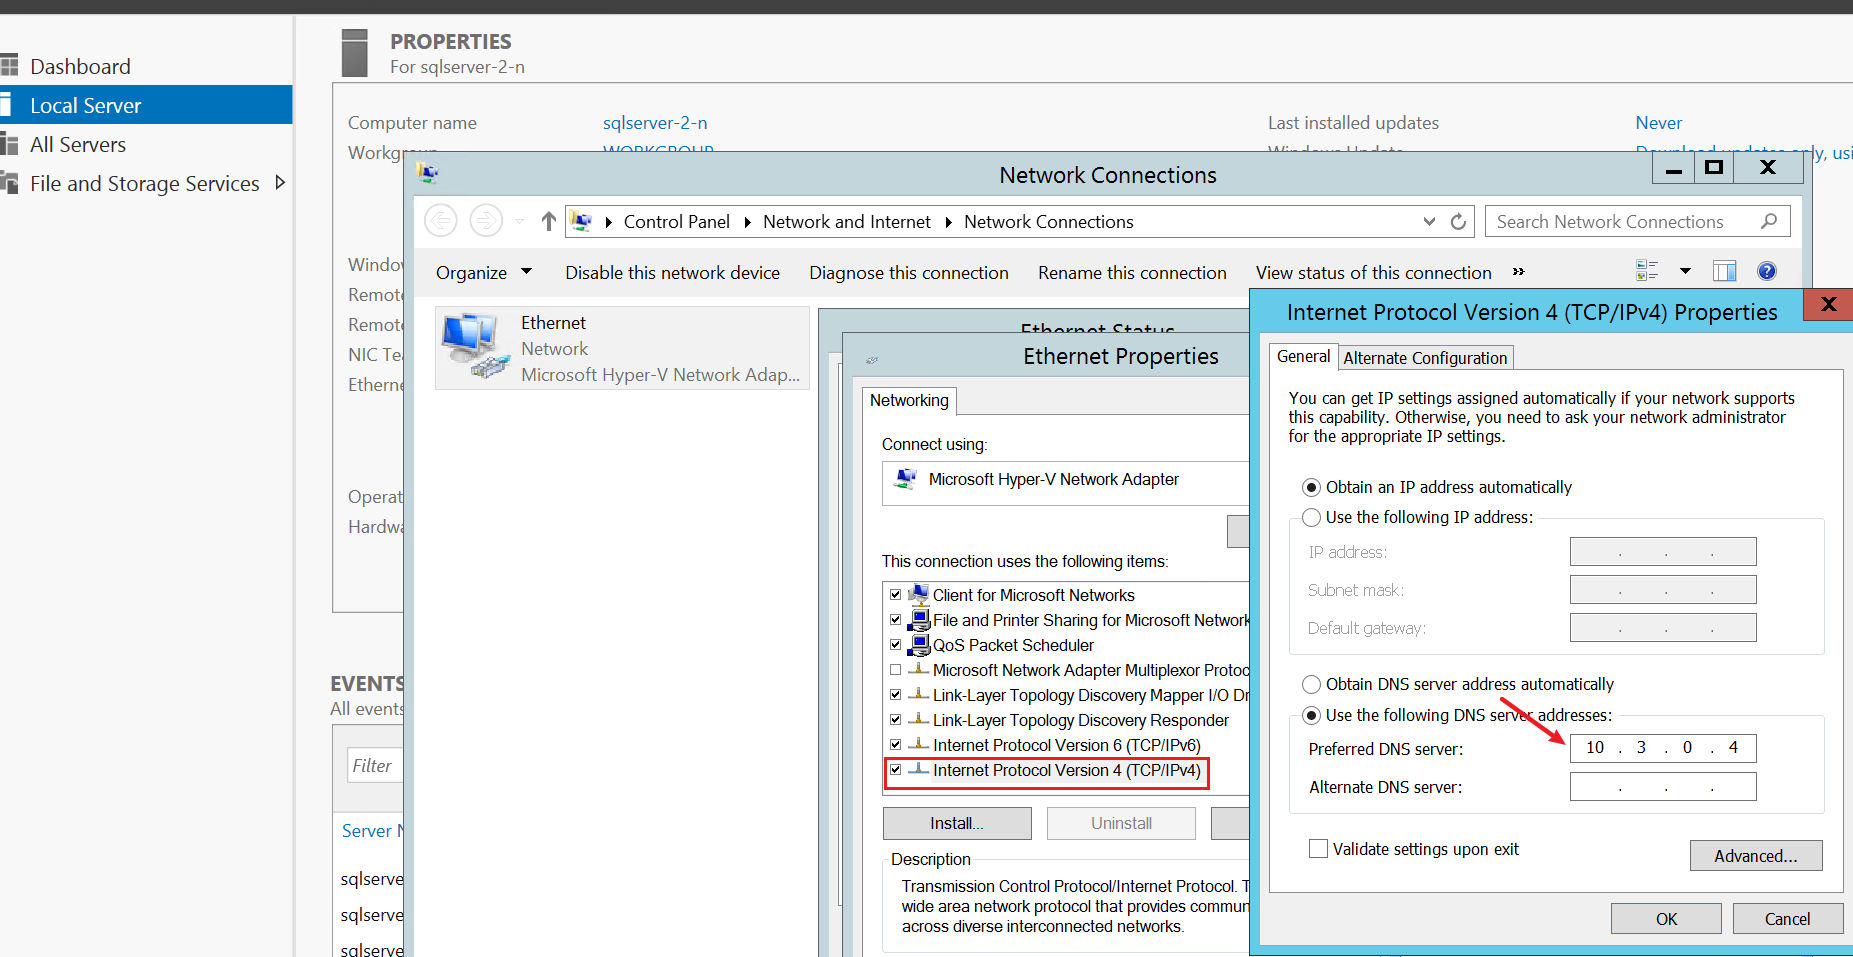 PROPERTIES
For sqlserver-2-n
Dashboard
Local Server
All Servers
File and Storage Services
Computer name
sqlserver-2-n
Last installed updates
Never
Network Connections
Control Panel
Network and Internet
Network Connections
Search Network Connections
Organize
Disable this network device
Diagnose this connection
Rename this connection
View status of this connection
»
Ethernet
Network
Microsoft Hyper-V Network Adap...
Ethernet Status
Ethernet Properties
Networking
Connect using:
Microsoft Hyper-V Network Adapter
This connection uses the following items:
Client for Microsoft Networks
File and Printer Sharing for Microsoft Network
QoS Packet Scheduler
Microsoft Network Adapter Multiplexor Protoc
Link-Layer Topology Discovery Mapper I/O Dr
Link-Layer Topology Discovery Responder
Internet Protocol Version 6 (TCP/IPv6)
Internet Protocol Version 4 (TCP/IPv4)
Install...
Uninstall
Description
Transmission Control Protocol/Internet Protocol. T
wide area network protocol that provides commun
across diverse interconnected networks.
Internet Protocol Version 4 (TCP/IPv4) Properties
General
Alternate Configuration
You can get IP settings assigned automatically if your network supports
this capability. Otherwise, you need to ask your network administrator
for the appropriate IP settings.
Obtain an IP address automatically
Use the following IP address:
IP address:
. . .
Subnet mask:
. . .
Default gateway:
. . .
Obtain DNS server address automatically
Use the following DNS server addresses:
Preferred DNS server:
10 . 3 . 0 . 4
Alternate DNS server:
. . .
Validate settings upon exit
Advanced...
OK
Cancel
Workgroup
WORKGROUP
Windows Update
Download updates only, usi
Window
Remote
Remote
NIC Tea
Etherne
Operat
Hardwa
EVENTS
All events
Filter
Server N
sqlserve
sqlserve
sqlserve